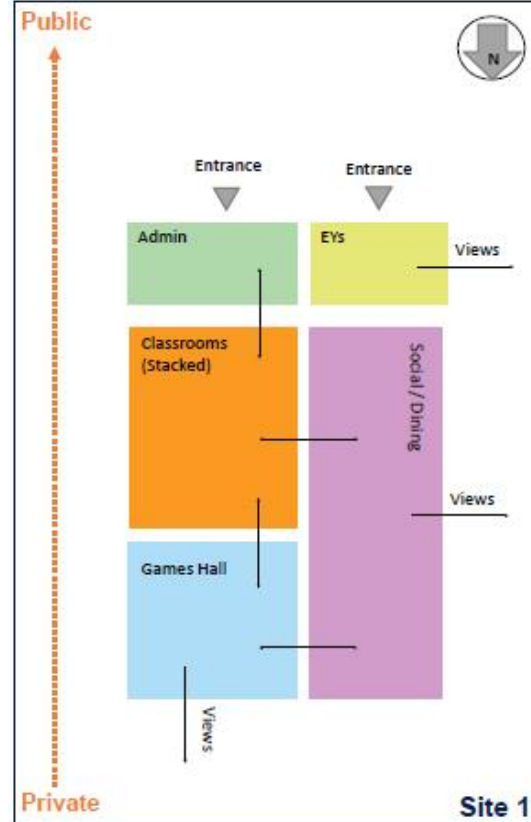 Public
N
Entrance
Entrance
Admin
EYs
Views
Classrooms
(Stacked)
Social / Dining
Views
Games Hall
Views
Private
Site 1